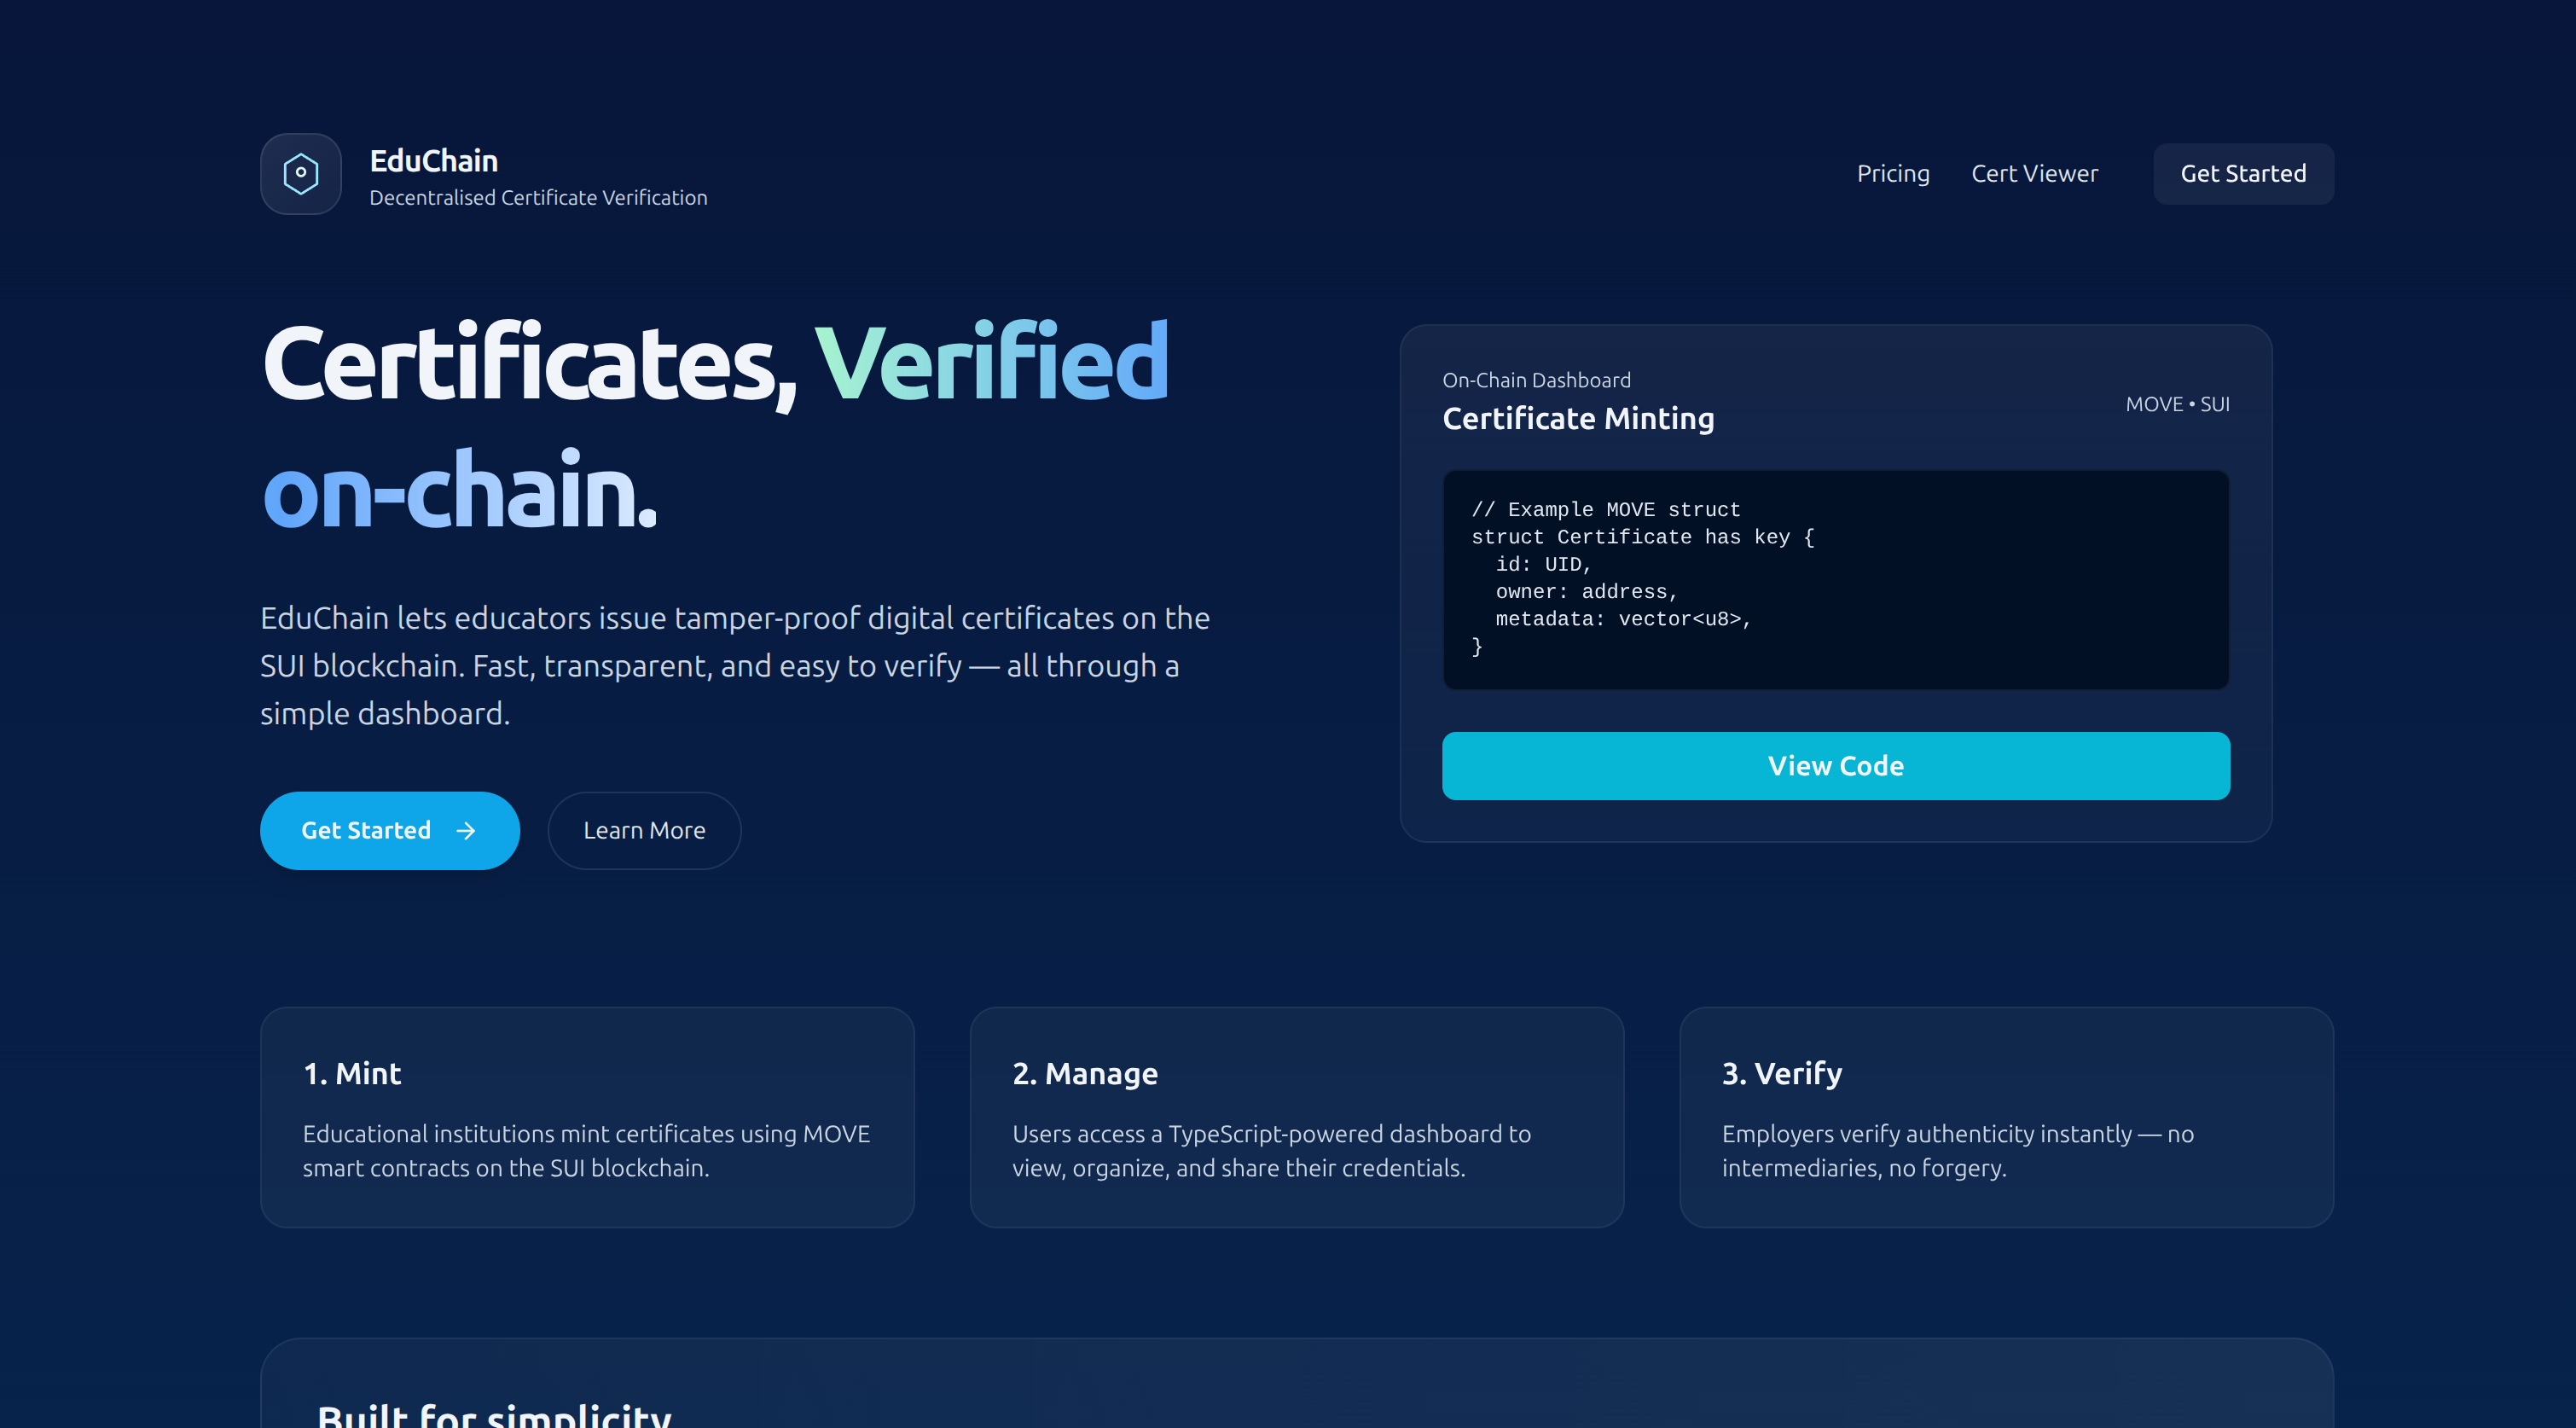 EduChain
Decentralised Certificate Verification
Pricing
Cert Viewer
Get Started
Certificates, Verified
on-chain.
EduChain lets educators issue tamper-proof digital certificates on the
SUI blockchain. Fast, transparent, and easy to verify — all through a
simple dashboard.
Get Started →
Learn More
On-Chain Dashboard
Certificate Minting
MOVE • SUI
// Example MOVE struct
struct Certificate has key {
  id: UID,
  owner: address,
  metadata: vector<u8>,
}
View Code
1. Mint
Educational institutions mint certificates using MOVE
smart contracts on the SUI blockchain.
2. Manage
Users access a TypeScript-powered dashboard to
view, organize, and share their credentials.
3. Verify
Employers verify authenticity instantly — no
intermediaries, no forgery.
Built for simplicity